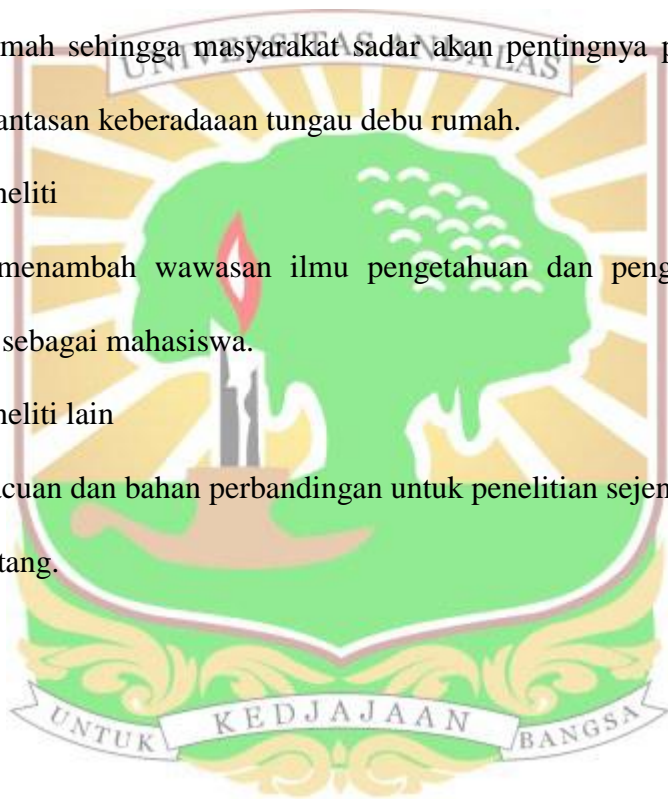 UNIVERSITAS ANDALAS
mah sehingga masyarakat sadar akan pentingnya p
antasan keberadaaan tungau debu rumah.
neliti
menambah wawasan ilmu pengetahuan dan peng
sebagai mahasiswa.
neliti lain
acuan dan bahan perbandingan untuk penelitian sejen
tang.
UNTUK KEDJAJAAN BANGSA